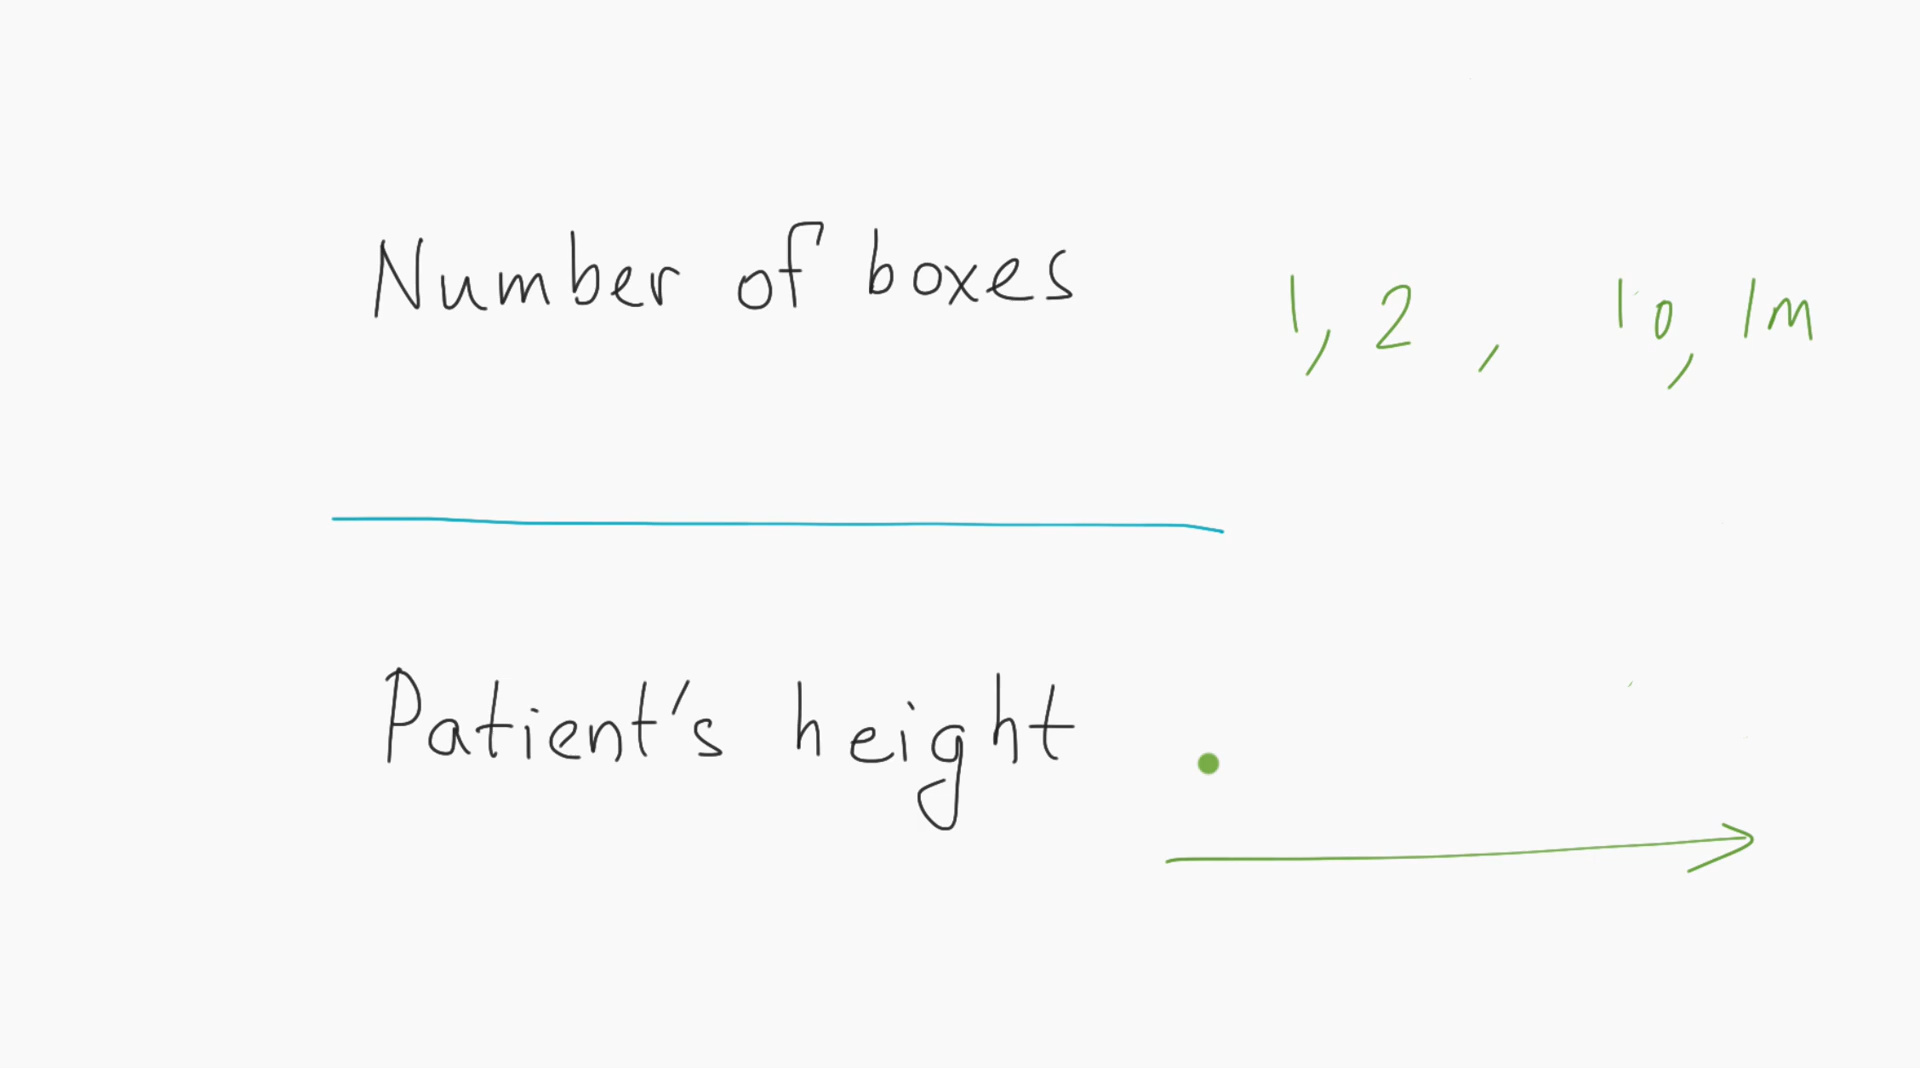 Number of boxes
1, 2, 10, 1m
Patient's height